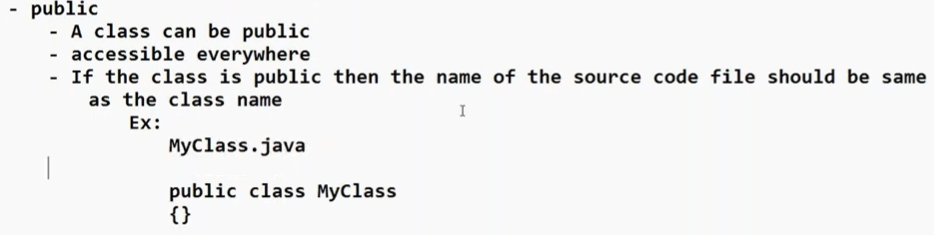 - public
- A class can be public
- accessible everywhere
- If the class is public then the name of the source code file should be same
as the class name
Ex:
MyClass.java
public class MyClass
{}